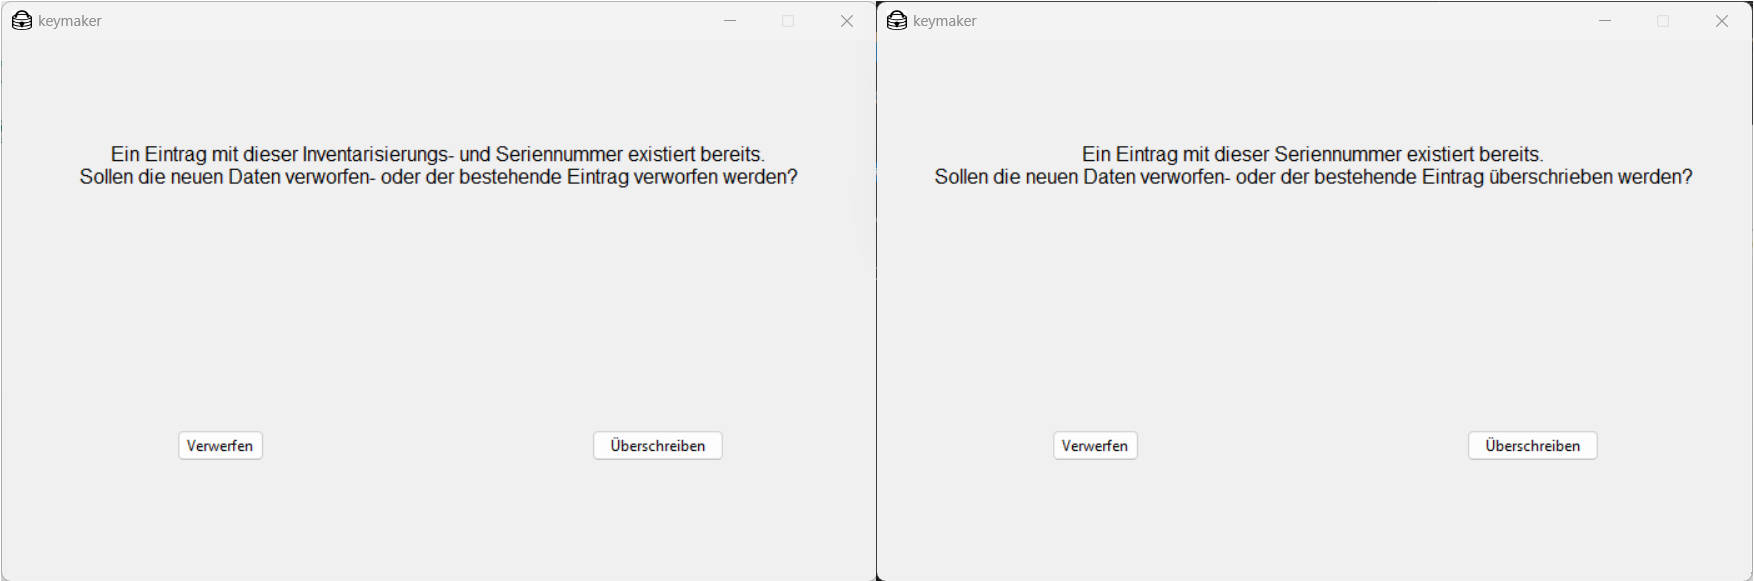 keymaker
Ein Eintrag mit dieser Inventarisierungs- und Seriennummer existiert bereits.
Sollen die neuen Daten verworfen- oder der bestehende Eintrag verworfen werden?
Verwerfen
Überschreiben
keymaker
Ein Eintrag mit dieser Seriennummer existiert bereits.
Sollen die neuen Daten verworfen- oder der bestehende Eintrag überschrieben werden?
Verwerfen
Überschreiben